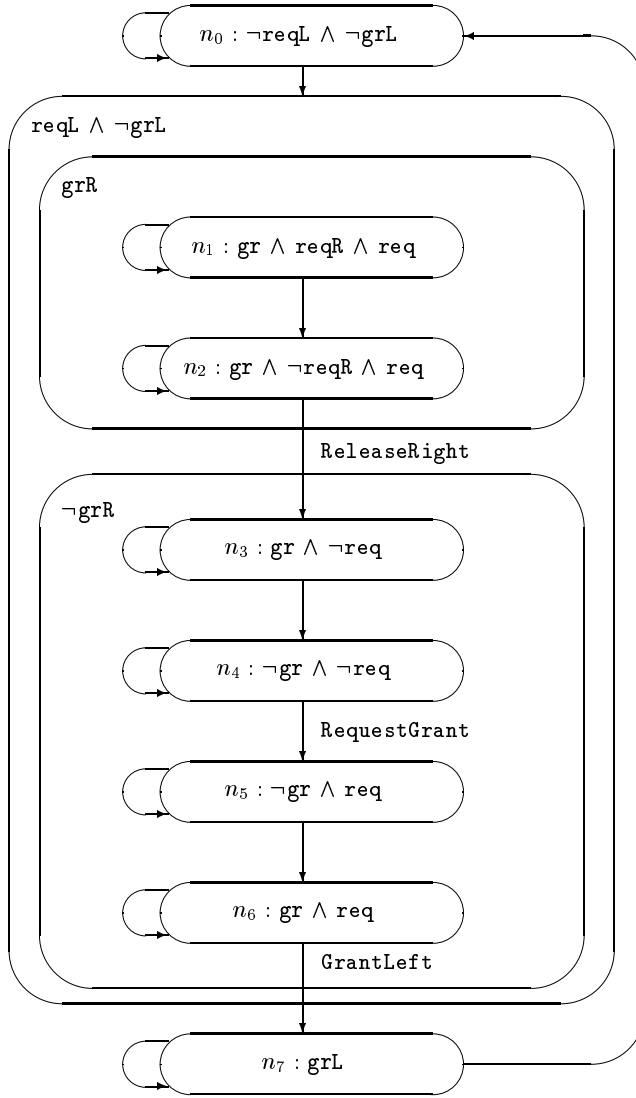 n₀ : ¬reqL ∧ ¬grL
reqL ∧ ¬grL
grR
n₁ : gr ∧ reqR ∧ req
n₂ : gr ∧ ¬reqR ∧ req
ReleaseRight
¬grR
n₃ : gr ∧ ¬req
n₄ : ¬gr ∧ ¬req
RequestGrant
n₅ : ¬gr ∧ req
n₆ : gr ∧ req
GrantLeft
n₇ : grL